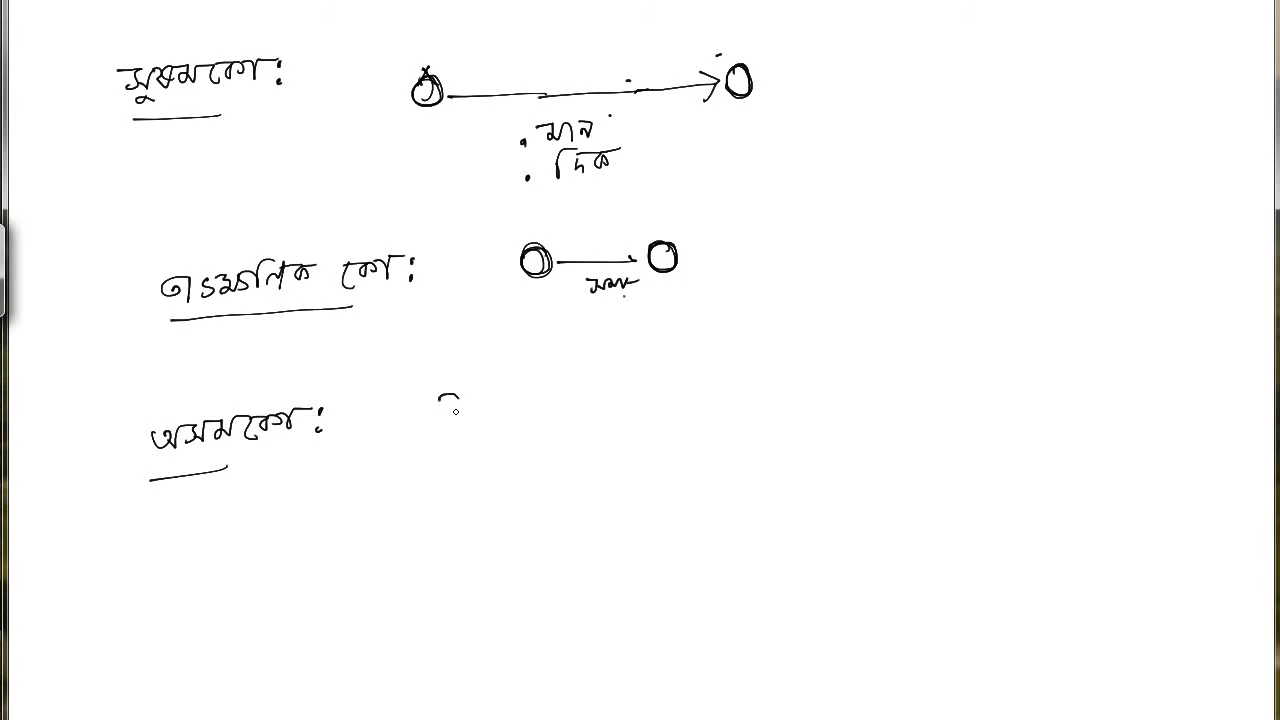 সুষমবেগ :
মান
দিক
তাৎক্ষণিক বেগ :
সময়
অসমবেগ :